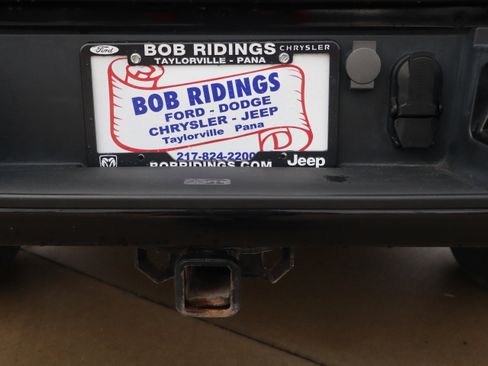 Ford BOB RIDINGS CHRYSLER
TAYLORVILLE - PANA
BOB RIDINGS
FORD - DODGE
CHRYSLER - JEEP
Taylorville Pana
D
217-824-2200
BOBRIDINGS.COM Jeep